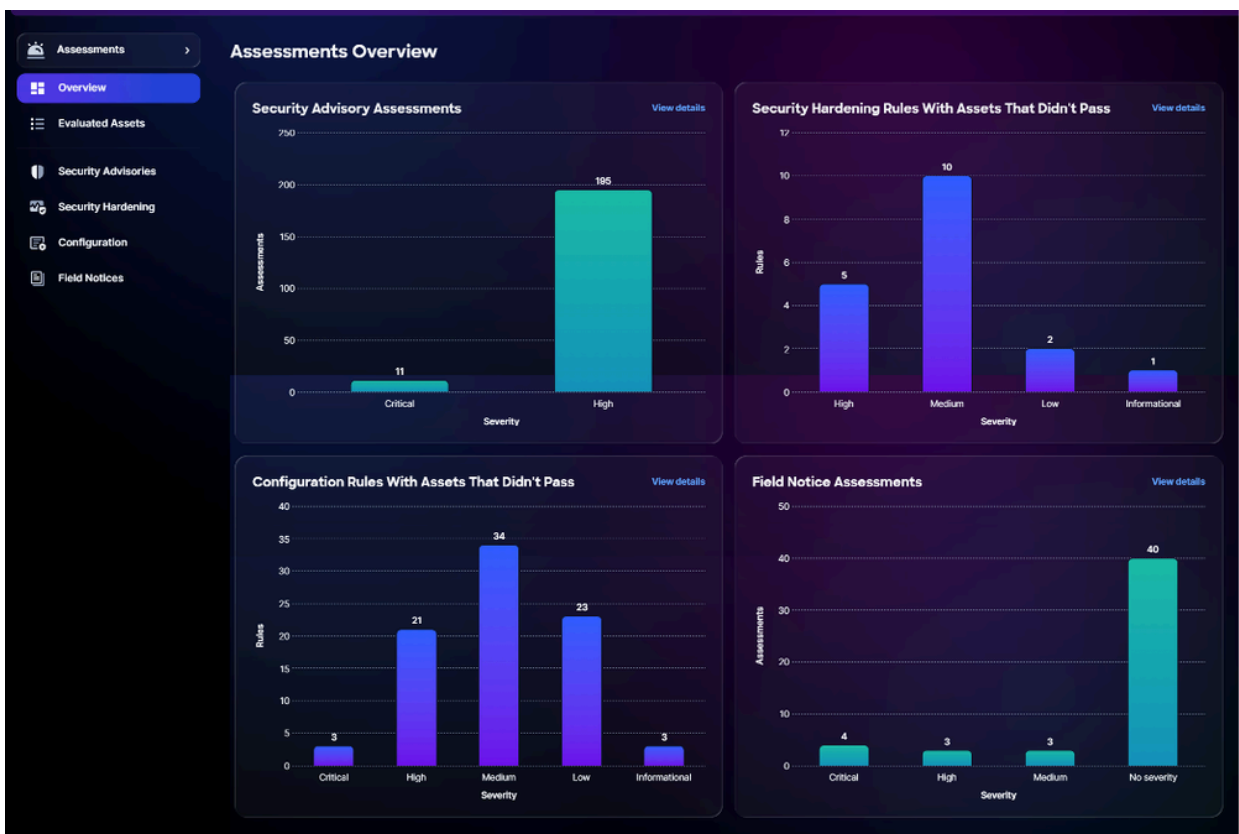 Assessments
Overview
Evaluated Assets
Security Advisories
Security Hardening
Configuration
Field Notices
Assessments Overview
Security Advisory Assessments View details
250
200
150
100
50
0
Assessments
11
195
Critical High
Severity
Security Hardening Rules With Assets That Didn't Pass View details
12
10
8
6
4
2
0
Rules
5
10
2
1
High Medium Low Informational
Severity
Configuration Rules With Assets That Didn't Pass View details
40
35
30
25
20
15
10
5
0
Rules
3
21
34
23
3
Critical High Medium Low Informational
Severity
Field Notice Assessments View details
50
40
30
20
10
0
Assessments
4
3
3
40
Critical High Medium No severity
Severity